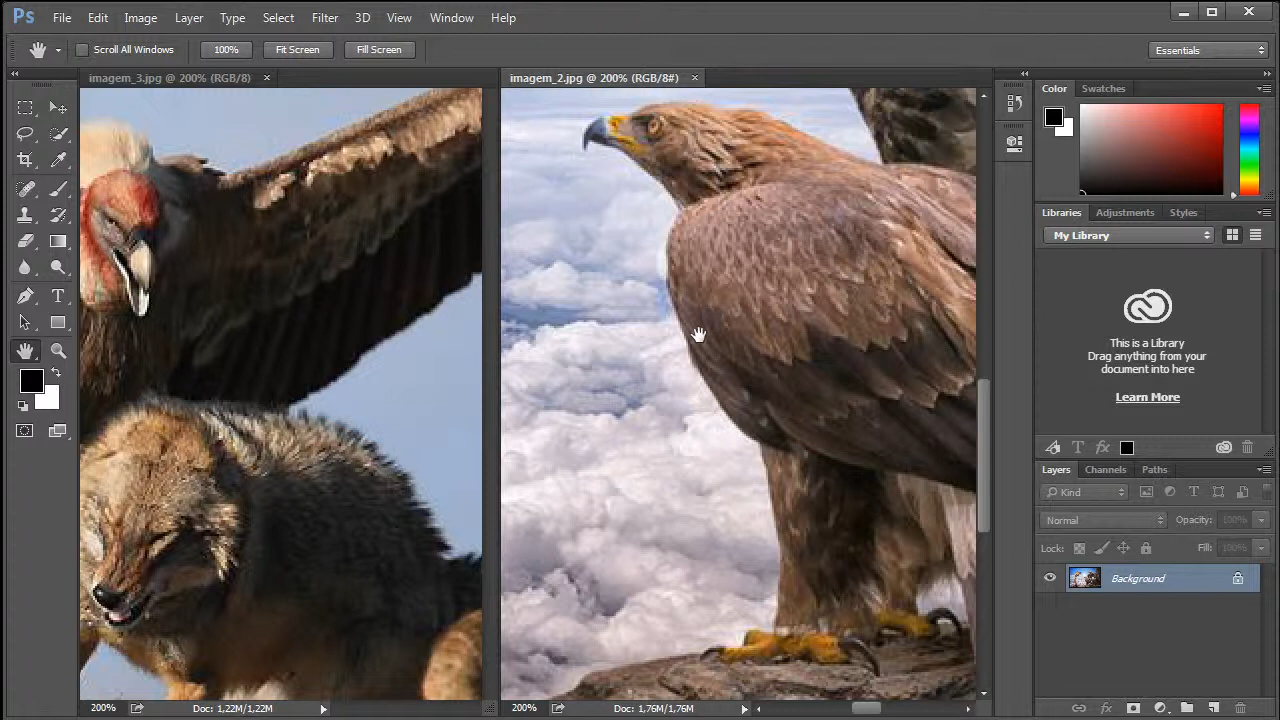 Ps File Edit Image Layer Type Select Filter 3D View Window Help
Scroll All Windows 100% Fit Screen Fill Screen Essentials
imagem_3.jpg @ 200% (RGB/8) × imagem_2.jpg @ 200% (RGB/8#) ×
Color Swatches
Libraries Adjustments Styles
My Library
This is a Library
Drag anything from your
document into here
Learn More
Layers Channels Paths
Kind
Normal Opacity: 100%
Lock: Fill: 100%
Background
200% Doc: 1,22M/1,22M 200% Doc: 1,76M/1,76M